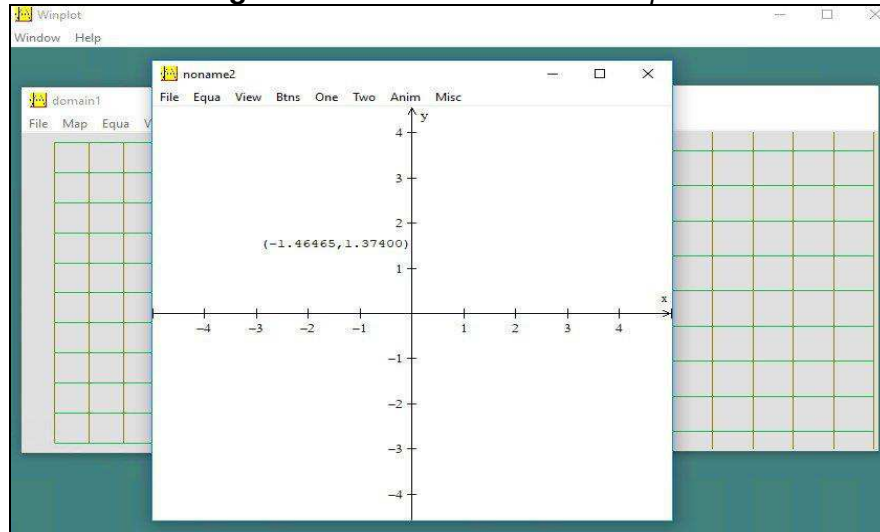 Winplot
Window Help
noname2
File Equa View Btns One Two Anim Misc
domain1
File Map Equa V
y
4
3
2
(-1.46465,1.37400)
1
x
-4 -3 -2 -1 1 2 3 4
-1
-2
-3
-4